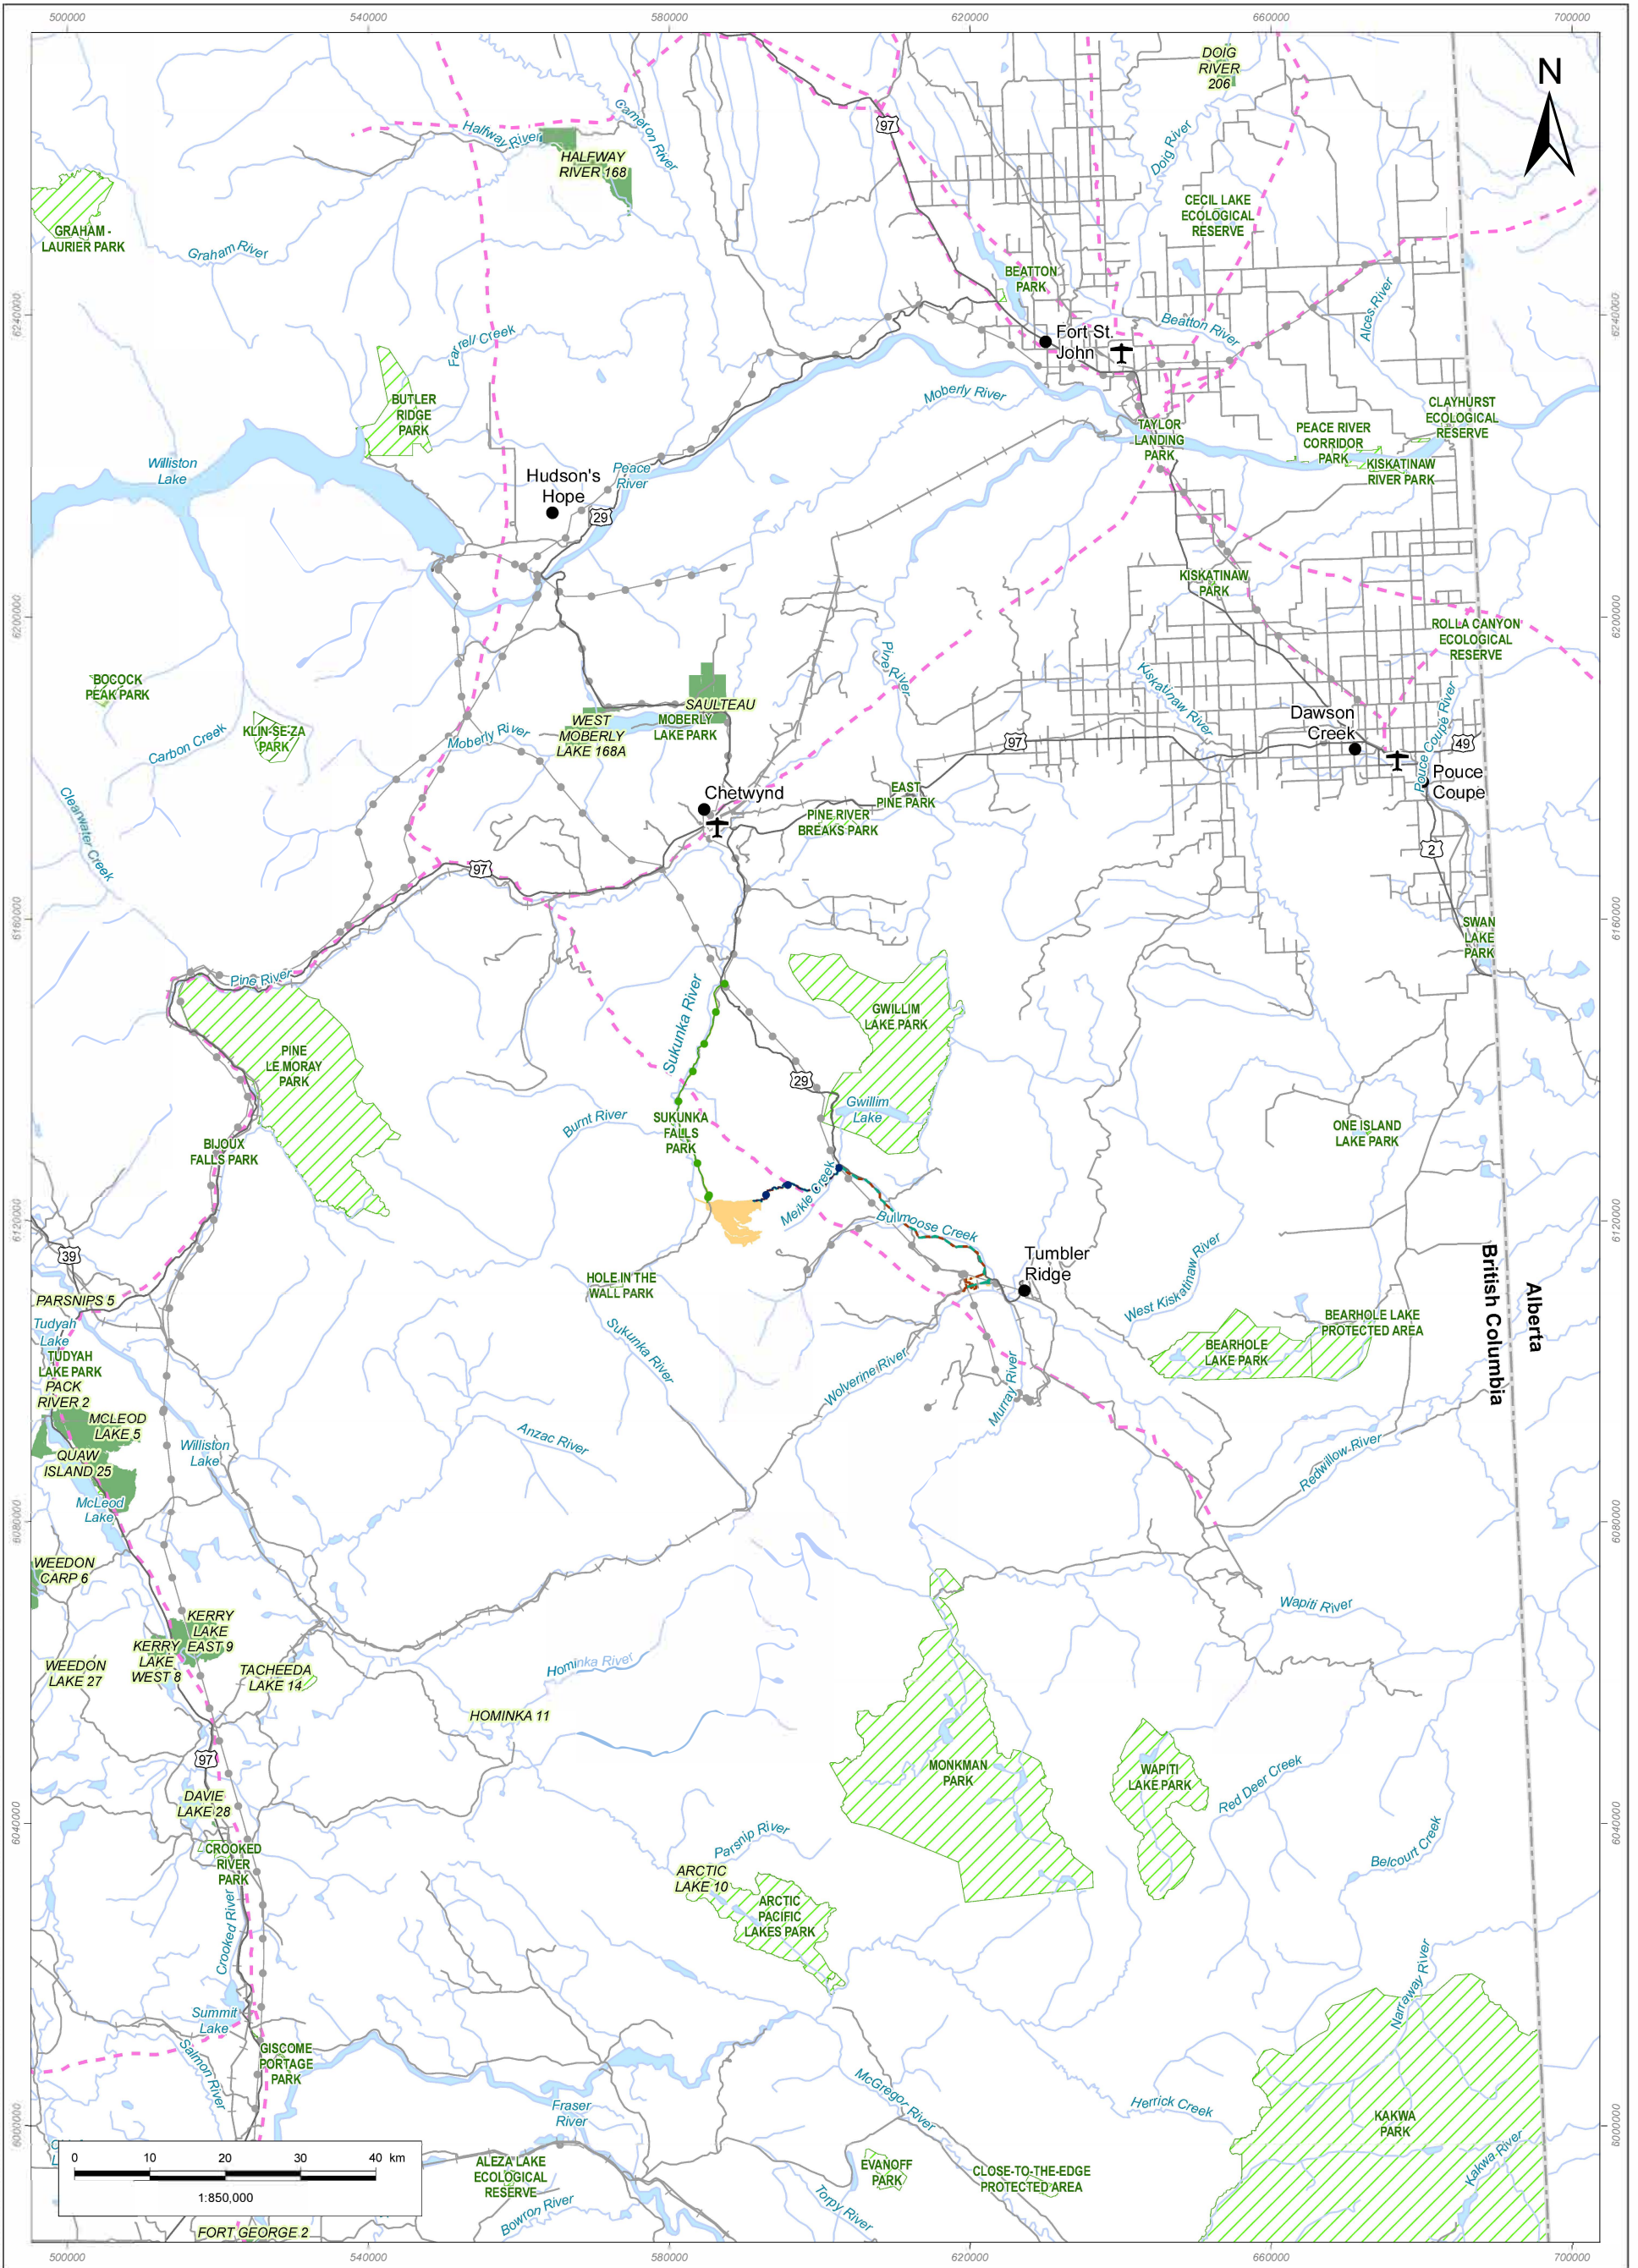 500000
540000
580000
620000
660000
700000
DOIG
RIVER
206
N
97
Halfway River
Cameron River
HALFWAY
RIVER 168
Doig River
GRAHAM -
LAURIER PARK
Graham River
CECIL LAKE
ECOLOGICAL
RESERVE
BEATTON
PARK
6240000
6240000
Farrell Creek
Fort St.
John
Beatton River
Alces River
BUTLER
RIDGE
PARK
Moberly River
TAYLOR
LANDING
PARK
PEACE RIVER
CORRIDOR
PARK
CLAYHURST
ECOLOGICAL
RESERVE
KISKATINAW
RIVER PARK
Williston
Lake
Hudson's
Hope
Peace
River
29
KISKATINAW
PARK
6200000
6200000
ROLLA CANYON
ECOLOGICAL
RESERVE
BOCOCK
PEAK PARK
KLIN-SE-ZA
PARK
Carbon Creek
Moberly River
WEST
MOBERLY
LAKE 168A
SAULTEAU
MOBERLY
LAKE PARK
Pine River
Kiskatinaw River
97
Dawson
Creek
49
Pouce Coupe River
Pouce
Coupe
Clearwater Creek
Chetwynd
EAST
PINE PARK
PINE RIVER
BREAKS PARK
2
97
6160000
6160000
SWAN
LAKE
PARK
Pine River
PINE
LE MORAY
PARK
Sukunka River
GWILLIM
LAKE PARK
29
Gwillim
Lake
Burnt River
SUKUNKA
FALLS
PARK
BIJOUX
FALLS PARK
ONE ISLAND
LAKE PARK
Meikle Creek
Bullmoose Creek
6120000
6120000
39
Tumbler
Ridge
HOLE IN THE
WALL PARK
West Kiskatinaw River
British Columbia
Alberta
PARSNIPS 5
Tudyah
Lake
TUDYAH
LAKE PARK
PACK
RIVER 2
MCLEOD
LAKE 5
QUAW
ISLAND 25
McLeod
Lake
Williston
Lake
Sukunka River
Anzac River
Wolverine River
Murray River
BEARHOLE
LAKE PARK
BEARHOLE LAKE
PROTECTED AREA
Redwillow River
6080000
6080000
WEEDON
CARP 6
KERRY
LAKE
EAST 9
KERRY
LAKE
WEST 8
WEEDON
LAKE 27
TACHEEDA
LAKE 14
Hominka River
HOMINKA 11
Wapiti River
97
MONKMAN
PARK
WAPITI
LAKE PARK
Red Deer Creek
DAVIE
LAKE 28
6040000
6040000
CROOKED
RIVER
PARK
Parsnip River
ARCTIC
LAKE 10
ARCTIC
PACIFIC
LAKES PARK
Belcourt Creek
Crooked River
Narraway River
Summit
Lake
Salmon River
GISCOME
PORTAGE
PARK
McGregor River
Herrick Creek
Fraser
River
KAKWA
PARK
6000000
6000000
Kakwa River
0 10 20 30 40 km
1:850,000
ALEZA LAKE
ECOLOGICAL
RESERVE
Bowron River
EVANOFF
PARK
CLOSE-TO-THE-EDGE
PROTECTED AREA
Torpy River
FORT GEORGE 2
500000
540000
580000
620000
660000
700000